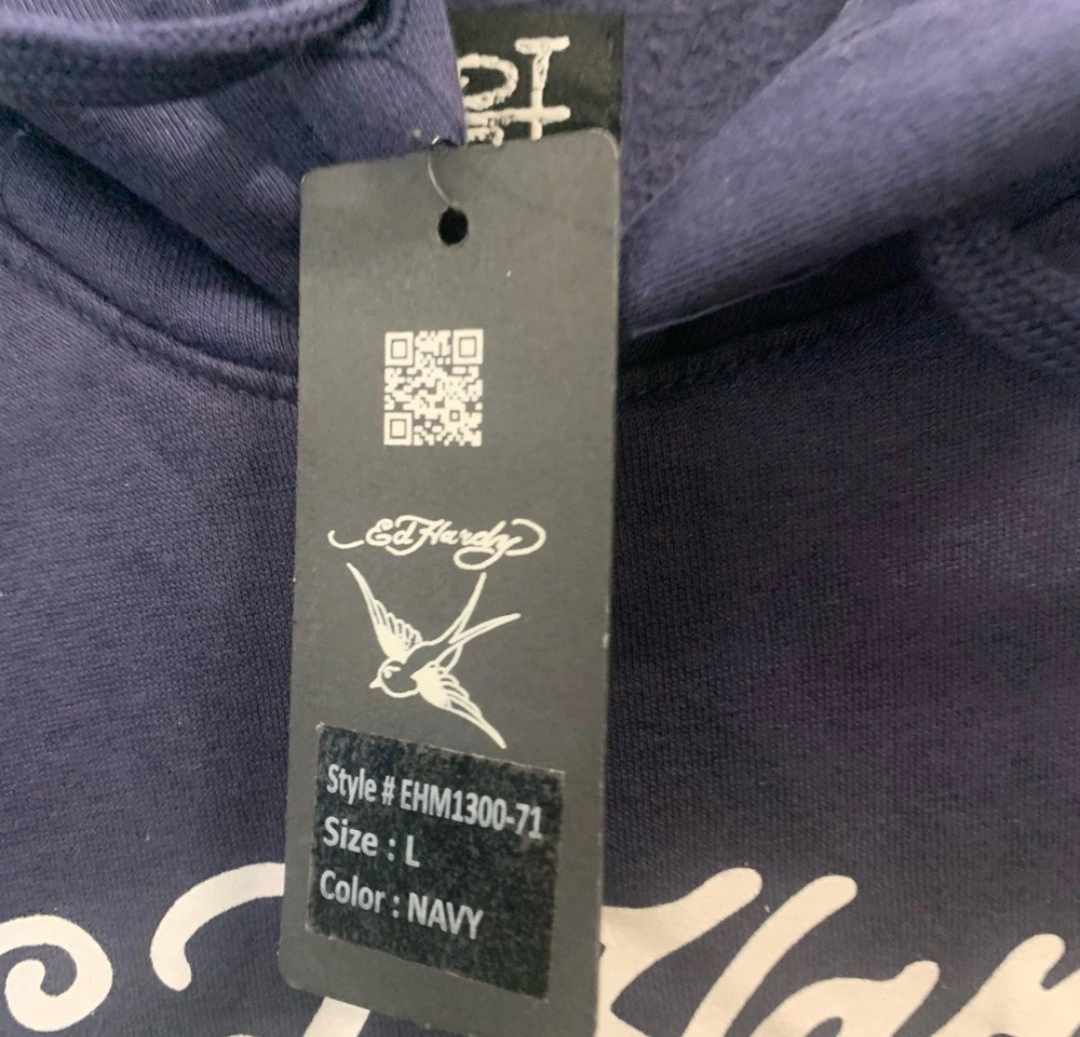 Ed Hardy
Style # EHM1300-71
Size : L
Color : NAVY